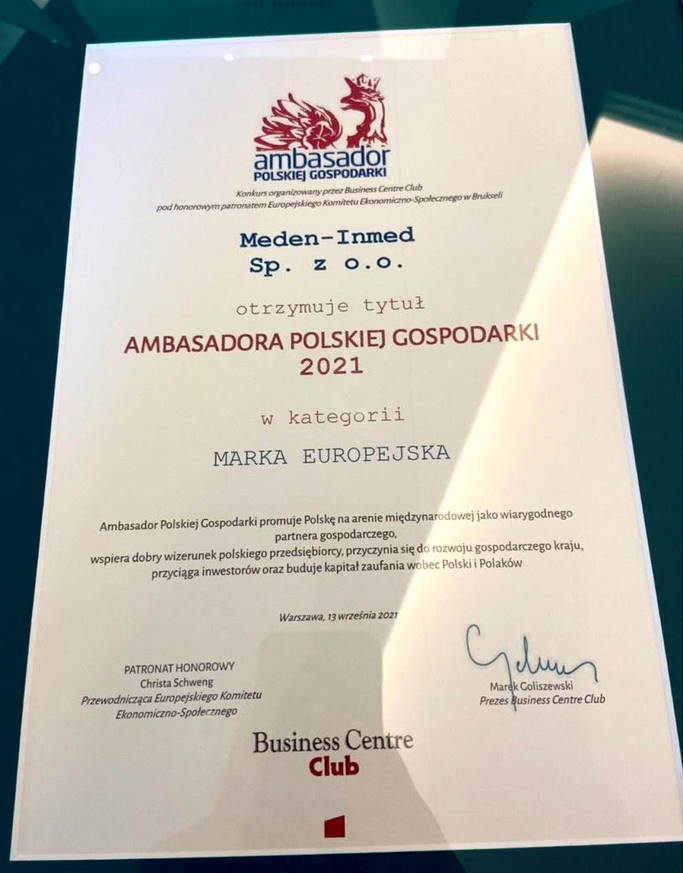 ambasador
POLSKIEJ GOSPODARKI
Konkurs organizowany przez Business Centre Club
pod honorowym patronatem Europejskiego Komitetu Ekonomiczno-Społecznego w Brukseli
Meden-Inmed
Sp. z o.o.
otrzymuje tytuł
AMBASADORA POLSKIEJ GOSPODARKI
2021
w kategorii
MARKA EUROPEJSKA
Ambasador Polskiej Gospodarki promuje Polskę na arenie międzynarodowej jako wiarygodnego
partnera gospodarczego,
wspiera dobry wizerunek polskiego przedsiębiorcy, przyczynia się do rozwoju gospodarczego kraju,
przyciąga inwestorów oraz buduje kapitał zaufania wobec Polski i Polaków
Warszawa, 13 września 2021
PATRONAT HONOROWY
Christa Schweng
Przewodnicząca Europejskiego Komitetu
Ekonomiczno-Społecznego
Marek Goliszewski
Prezes Business Centre Club
Business Centre
Club